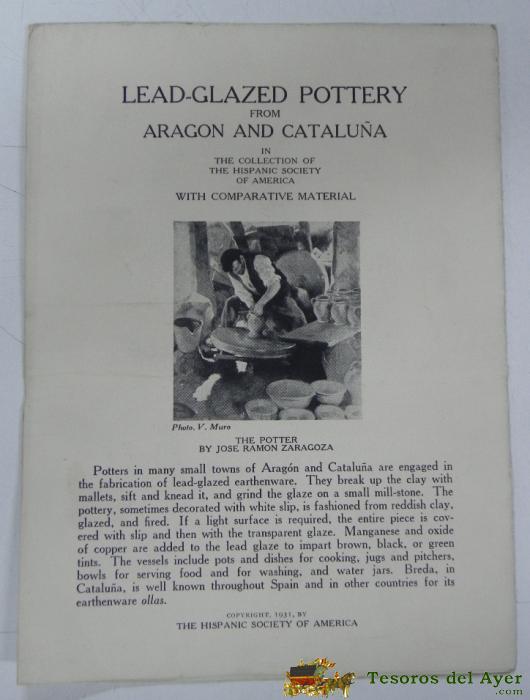 LEAD-GLAZED POTTERY
FROM
ARAGON AND CATALUÑA
IN
THE COLLECTION OF
THE HISPANIC SOCIETY
OF AMERICA
WITH COMPARATIVE MATERIAL
Photo. V. Muro
THE POTTER
BY JOSE RAMON ZARAGOZA
Potters in many small towns of Aragón and Cataluña are engaged in
the fabrication of lead-glazed earthenware. They break up the clay with
mallets, sift and knead it, and grind the glaze on a small mill-stone. The
pottery, sometimes decorated with white slip, is fashioned from reddish clay,
glazed, and fired. If a light surface is required, the entire piece is cov-
ered with slip and then with the transparent glaze. Manganese and oxide
of copper are added to the lead glaze to impart brown, black, or green
tints. The vessels include pots and dishes for cooking, jugs and pitchers,
bowls for serving food and for washing, and water jars. Breda, in
Cataluña, is well known throughout Spain and in other countries for its
earthenware ollas.
COPYRIGHT, 1931, BY
THE HISPANIC SOCIETY OF AMERICA
Tesoros del Ayer
.com